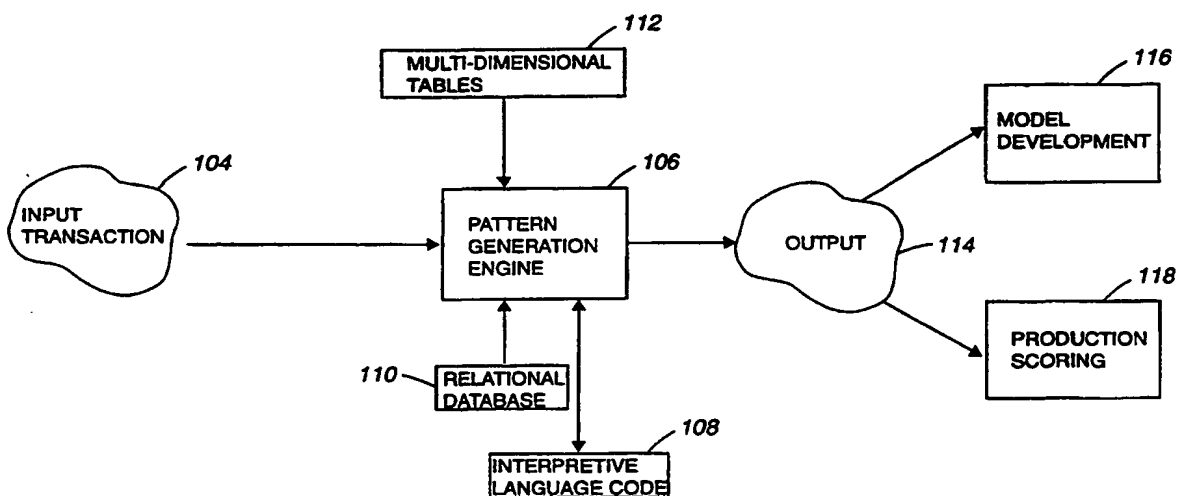 112
MULTI-DIMENSIONAL
TABLES
116
MODEL
DEVELOPMENT
104
INPUT
TRANSACTION
106
PATTERN
GENERATION
ENGINE
OUTPUT
114
118
PRODUCTION
SCORING
110
RELATIONAL
DATABASE
108
INTERPRETIVE
LANGUAGE CODE